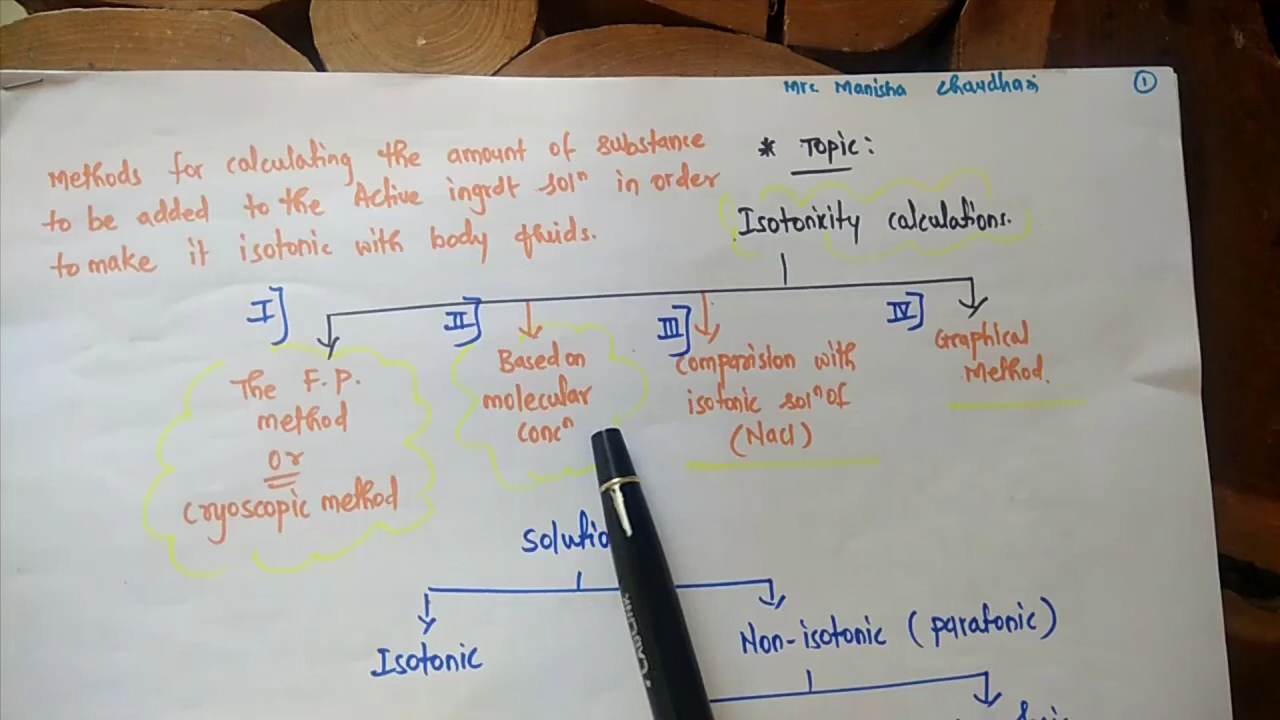 Mrs Manisha Chaudhari ①
* Topic:
Isotonixity calculations.
Methods for calculating the amount of substance
to be added to the Active ingrdt solⁿ in order
to make it isotonic with body fluids.
I]
The F.P.
method
Or
cryoscopic method
II]
Based on
molecular
concⁿ
III]
Comparision with
isotonic solⁿ of
(Nacl)
IV]
Graphical
Method.
Isotonic
Non-isotonic (paratonic)